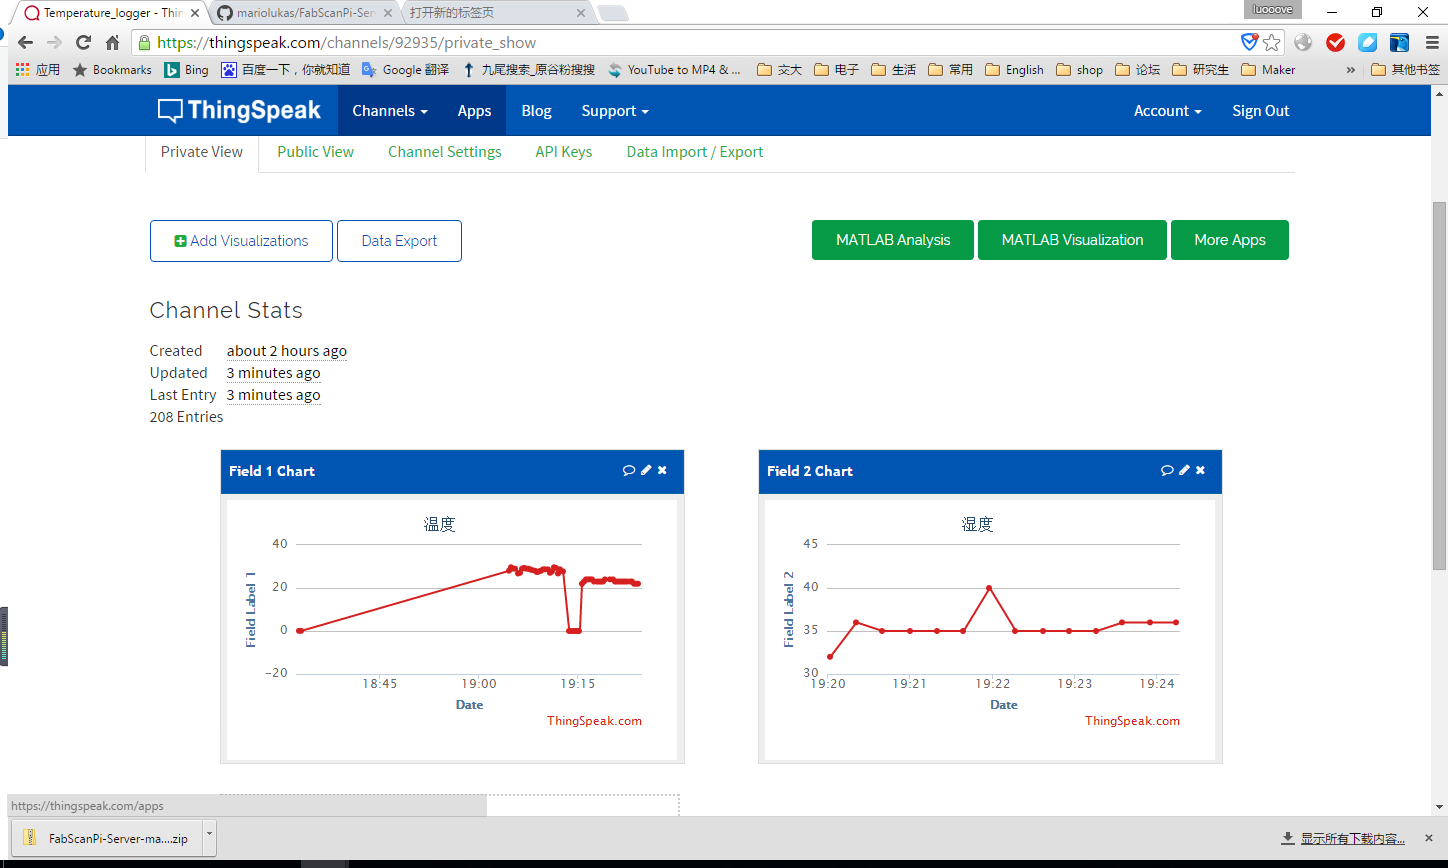 Temperature_logger - Thin
mariolukas/FabScanPi-Ser
打开新的标签页
luooove
https://thingspeak.com/channels/92935/private_show
应用 Bookmarks Bing 百度一下，你就知道 Google 翻译 九尾搜索_原谷粉搜搜 YouTube to MP4 & ... 交大 电子 生活 常用 English shop 论坛 研究生 Maker » 其他书签
ThingSpeak Channels Apps Blog Support Account Sign Out
Private View Public View Channel Settings API Keys Data Import / Export
Add Visualizations Data Export MATLAB Analysis MATLAB Visualization More Apps
Channel Stats
Created about 2 hours ago
Updated 3 minutes ago
Last Entry 3 minutes ago
208 Entries
Field 1 Chart
温度
Field Label 1
40
20
0
-20
18:45 19:00 19:15
Date
ThingSpeak.com
Field 2 Chart
湿度
Field Label 2
45
40
35
30
19:20 19:21 19:22 19:23 19:24
Date
ThingSpeak.com
https://thingspeak.com/apps
FabScanPi-Server-ma....zip
显示所有下载内容...